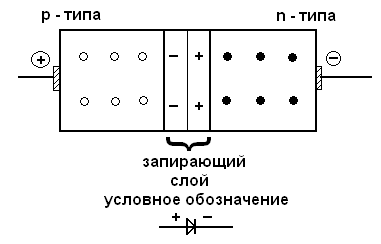 p - типа n - типа
+ −
− +
− +
запирающий
слой
условное обозначение
+ −